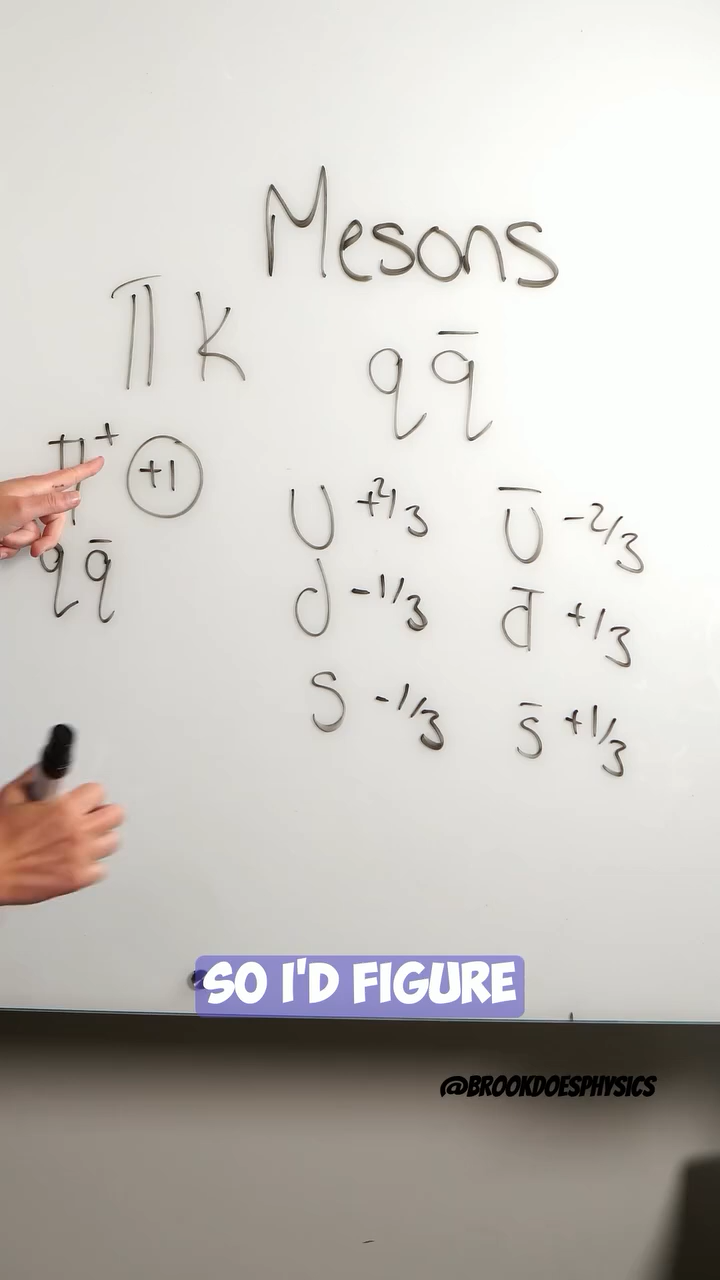 Mesons
π K
q q̄
π⁺ +1
q q̄
U +2/3 Ū -2/3
d -1/3 d̄ +1/3
S -1/3 s̄ +1/3
SO I'D FIGURE
@BROOKDOESPHYSICS